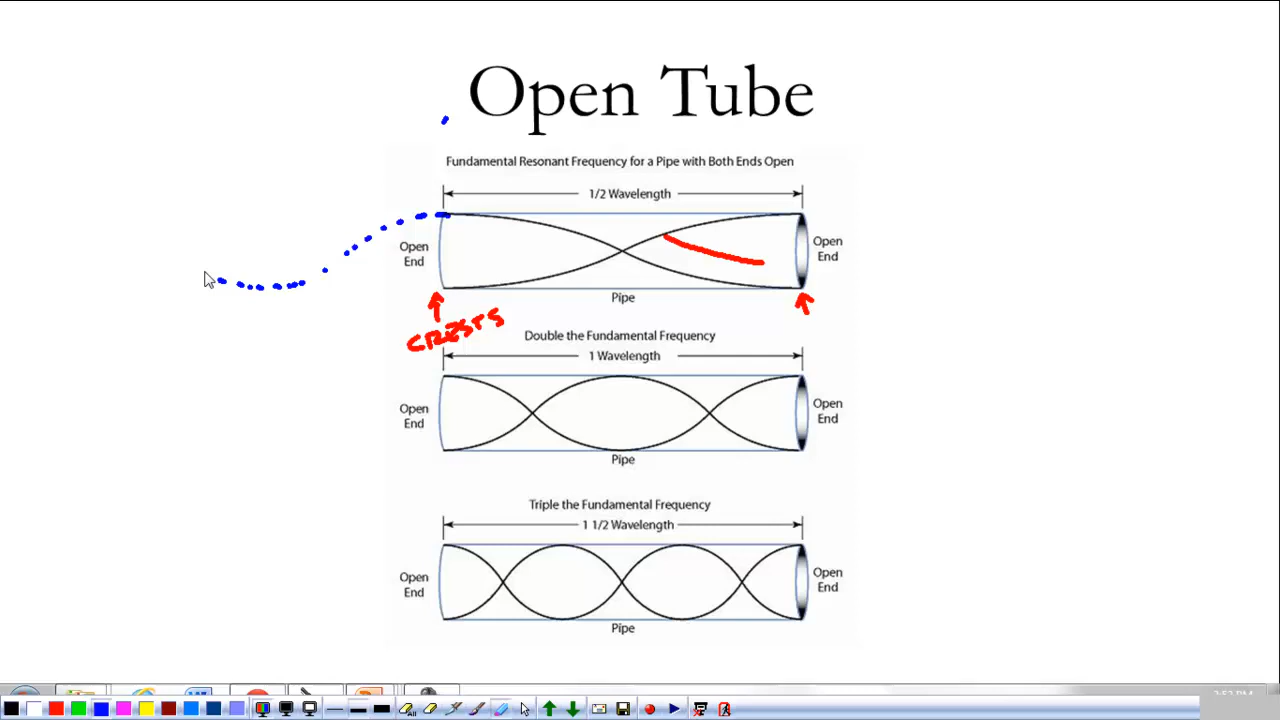 Open Tube
Fundamental Resonant Frequency for a Pipe with Both Ends Open
1/2 Wavelength
Open
End
Open
End
Pipe
CRESTS
Double the Fundamental Frequency
1 Wavelength
Open
End
Open
End
Pipe
Triple the Fundamental Frequency
1 1/2 Wavelength
Open
End
Open
End
Pipe